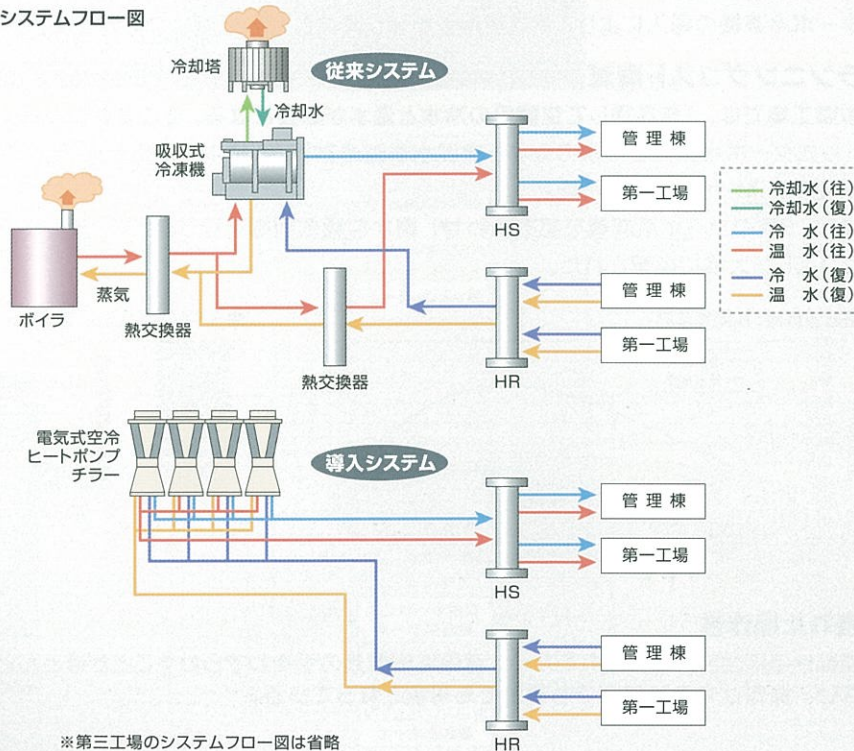 システムフロー図
冷却塔
従来システム
冷却水
吸収式
冷凍機
ボイラ
蒸気
熱交換器
熱交換器
HS
管理棟
第一工場
HR
管理棟
第一工場
冷却水(往)
冷却水(復)
冷 水(往)
温 水(往)
冷 水(復)
温 水(復)
電気式空冷
ヒートポンプ
チラー
導入システム
HS
管理棟
第一工場
HR
管理棟
第一工場
※第三工場のシステムフロー図は省略